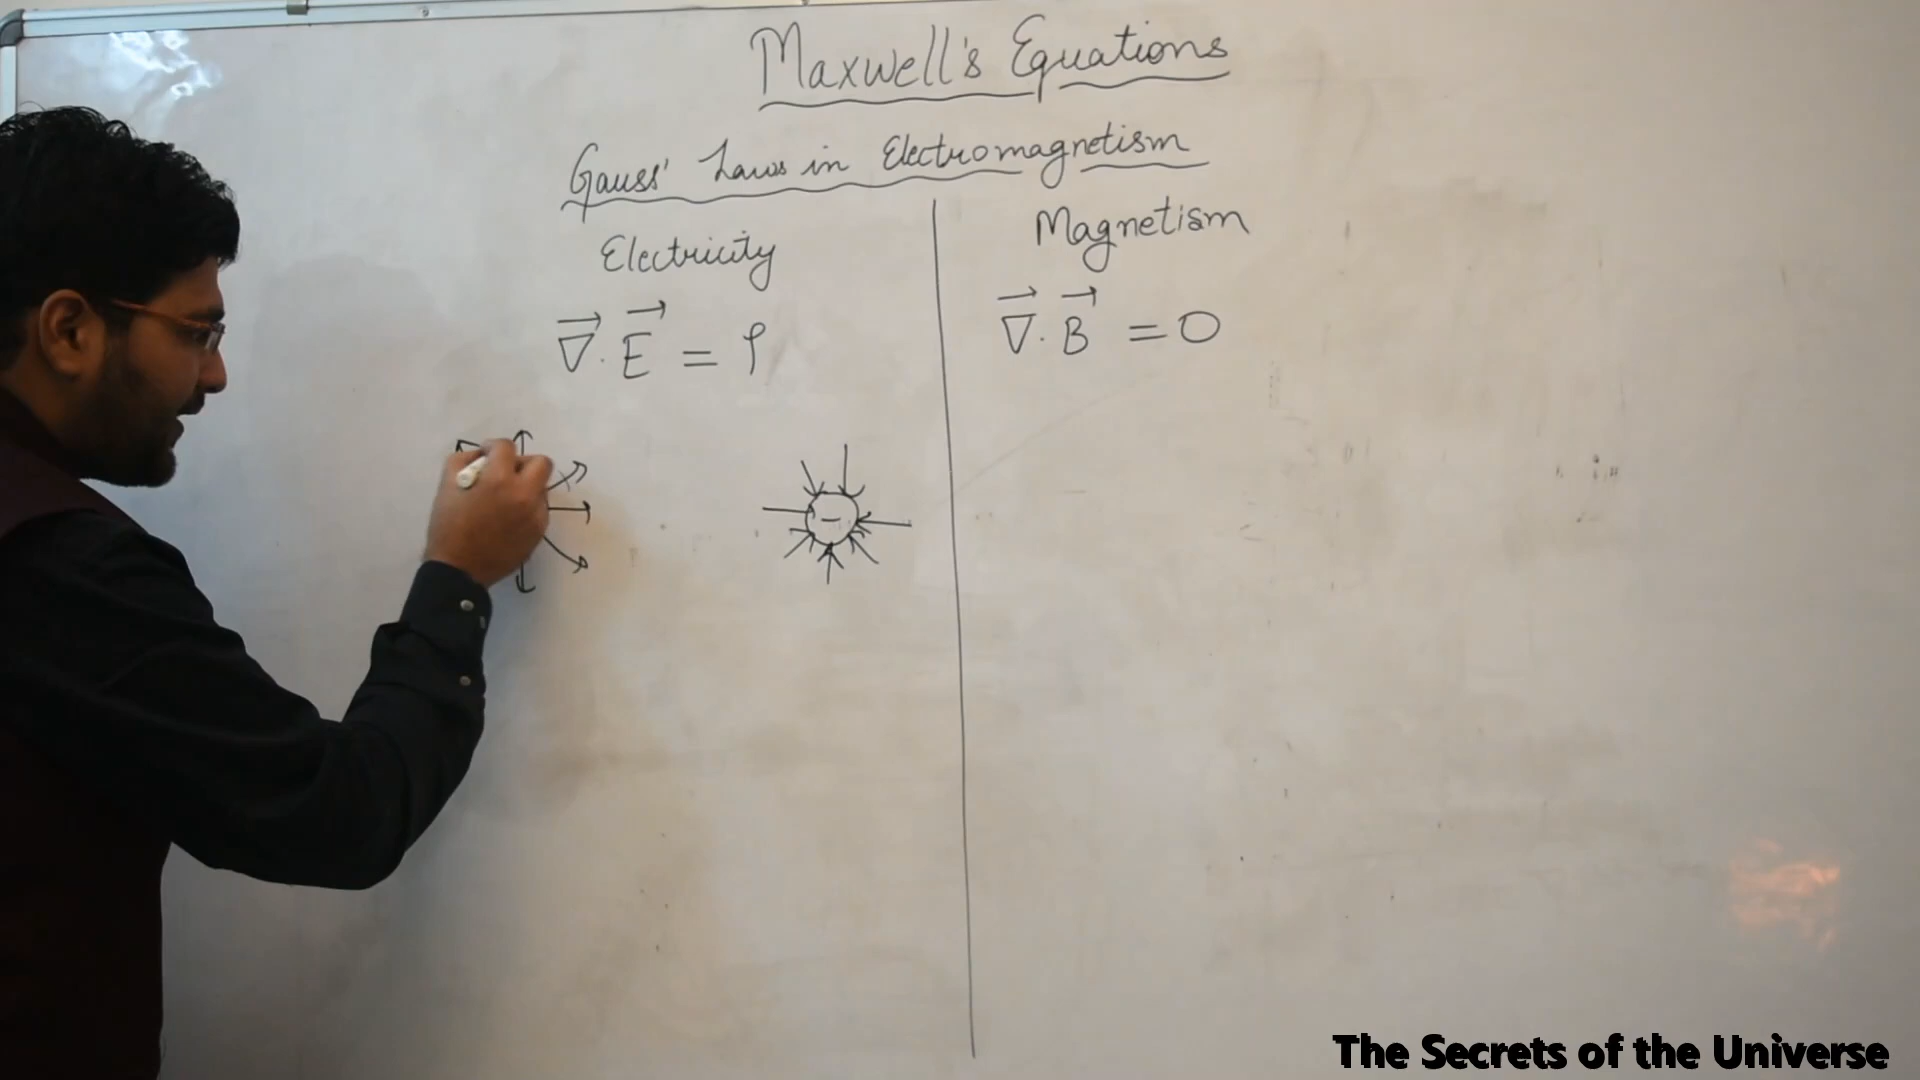 Maxwell's Equations
Gauss' Laws in Electromagnetism
Electricity
∇⃗ · E⃗ = ρ
Magnetism
∇⃗ · B⃗ = 0
−
The Secrets of the Universe